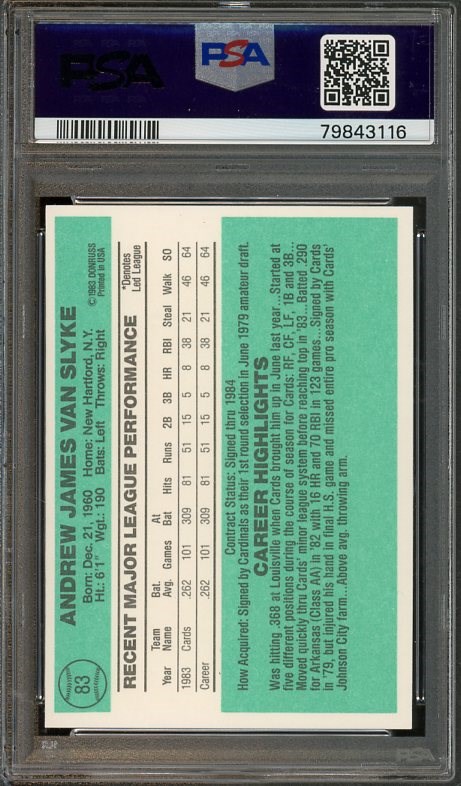 PSA
PSA
79843116
83
ANDREW JAMES VAN SLYKE
Born: Dec. 21, 1960 Home: New Hartford, N.Y.
Ht.: 6'1" Wgt.: 190 Bats: Left Throws: Right
© 1983 DONRUSS
Printed in USA
RECENT MAJOR LEAGUE PERFORMANCE
*Denotes
Led League
Team Bat. At
Year Name Avg. Games Bat Hits Runs 2B 3B HR RBI Steal Walk SO
1983 Cards .262 101 309 81 51 15 5 8 38 21 46 64
Career .262 101 309 81 51 15 5 8 38 21 46 64
Contract Status: Signed thru 1984
How Acquired: Signed by Cardinals as their 1st round selection in June 1979 amateur draft.
CAREER HIGHLIGHTS
Was hitting .368 at Louisville when Cards brought him up in June last year...Started at
five different positions during the course of season for Cards: RF, CF, LF, 1B and 3B...
Moved quickly thru Cards' minor league system before reaching top in '83...Batted .290
for Arkansas (Class AA) in '82 with 16 HR and 70 RBI in 123 games...Signed by Cards
in '79, but injured his hand in final H.S. game and missed entire pro season with Cards'
Johnson City farm...Above avg. throwing arm.
PSA